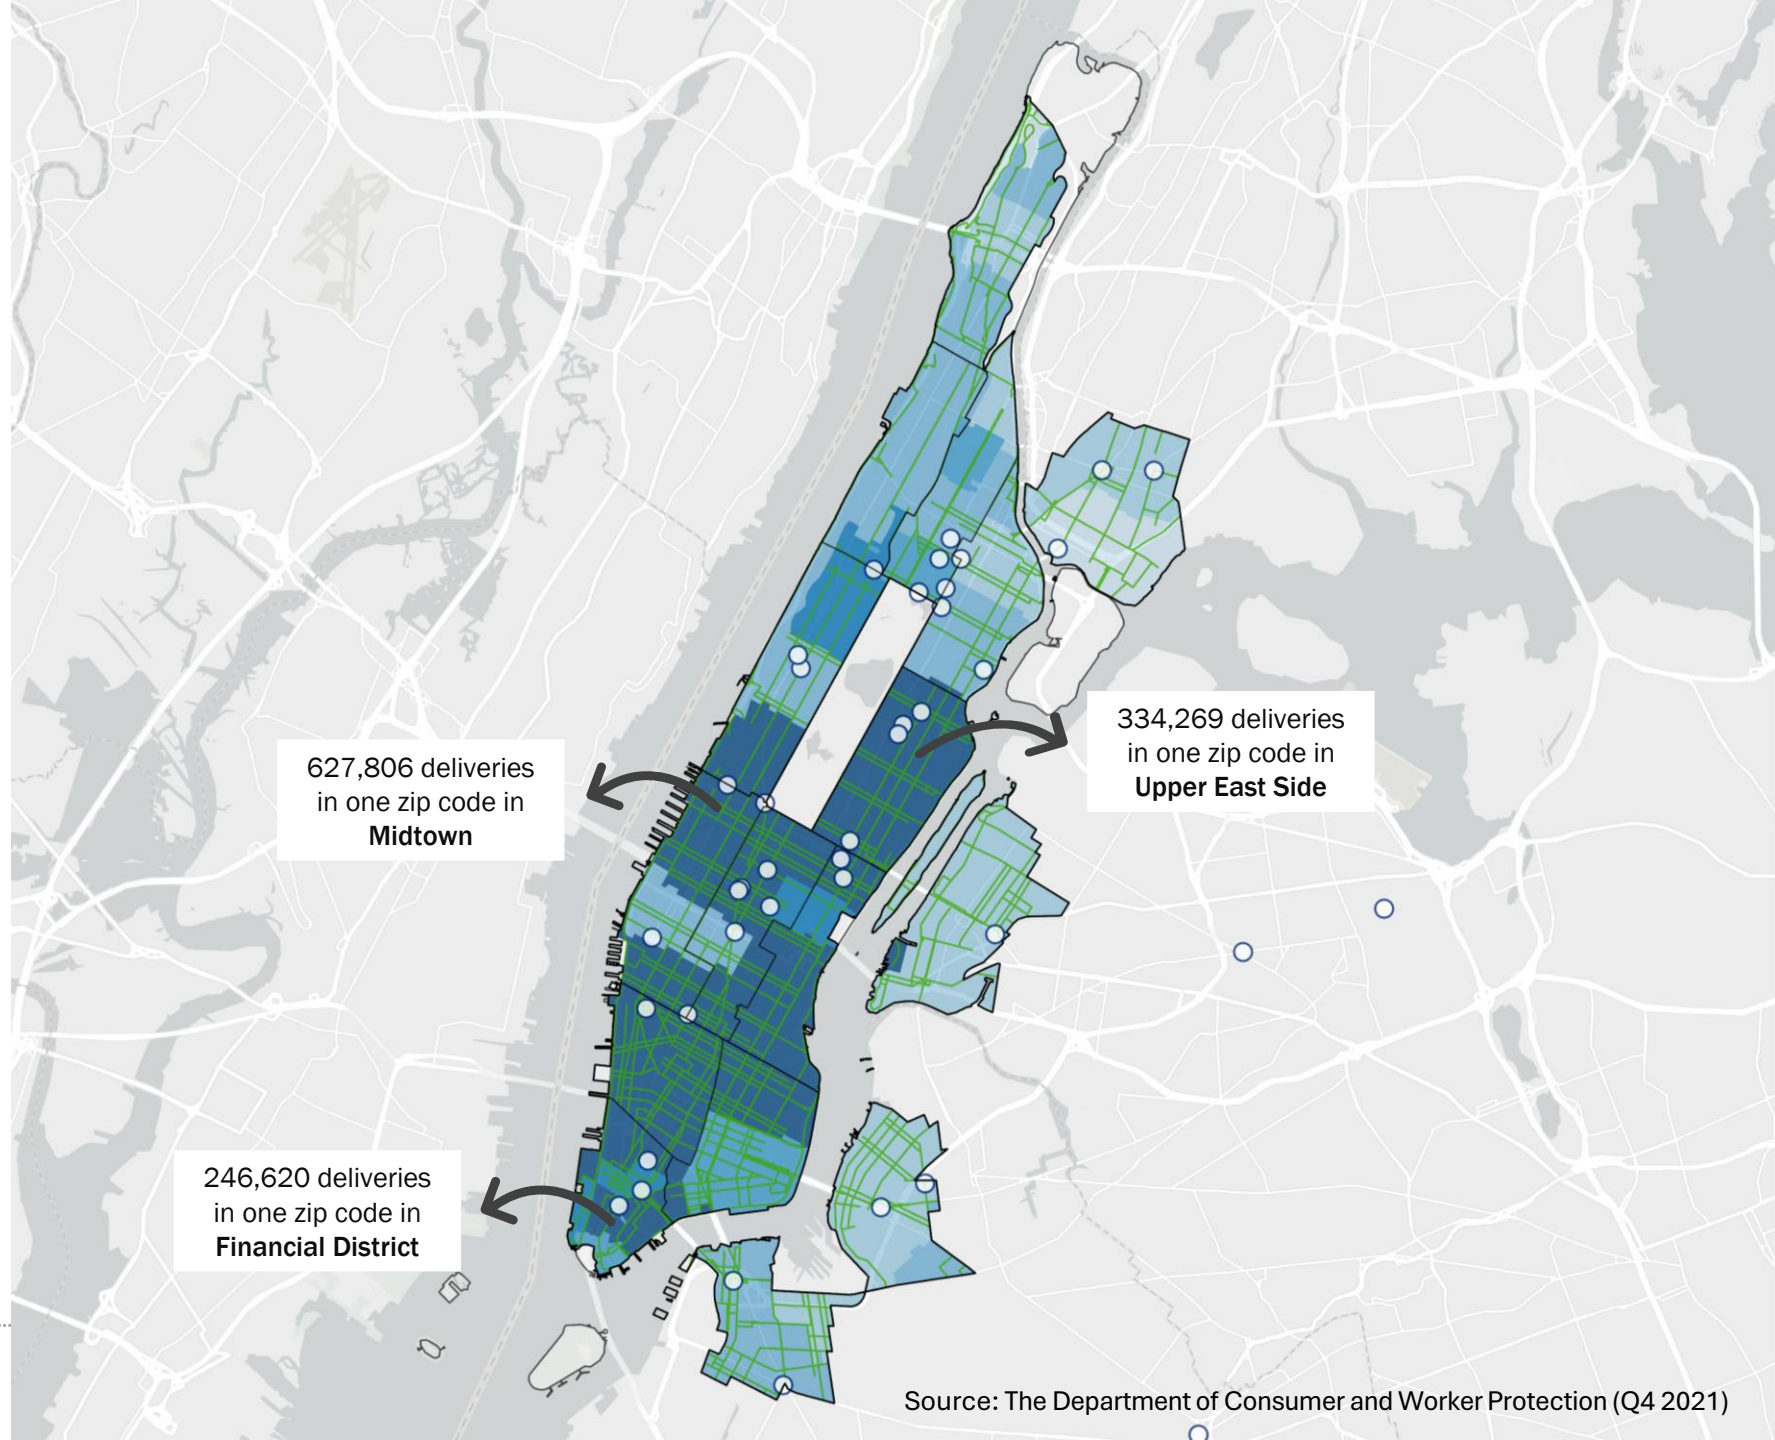 334,269 deliveries
in one zip code in
Upper East Side
627,806 deliveries
in one zip code in
Midtown
246,620 deliveries
in one zip code in
Financial District
Source: The Department of Consumer and Worker Protection (Q4 2021)